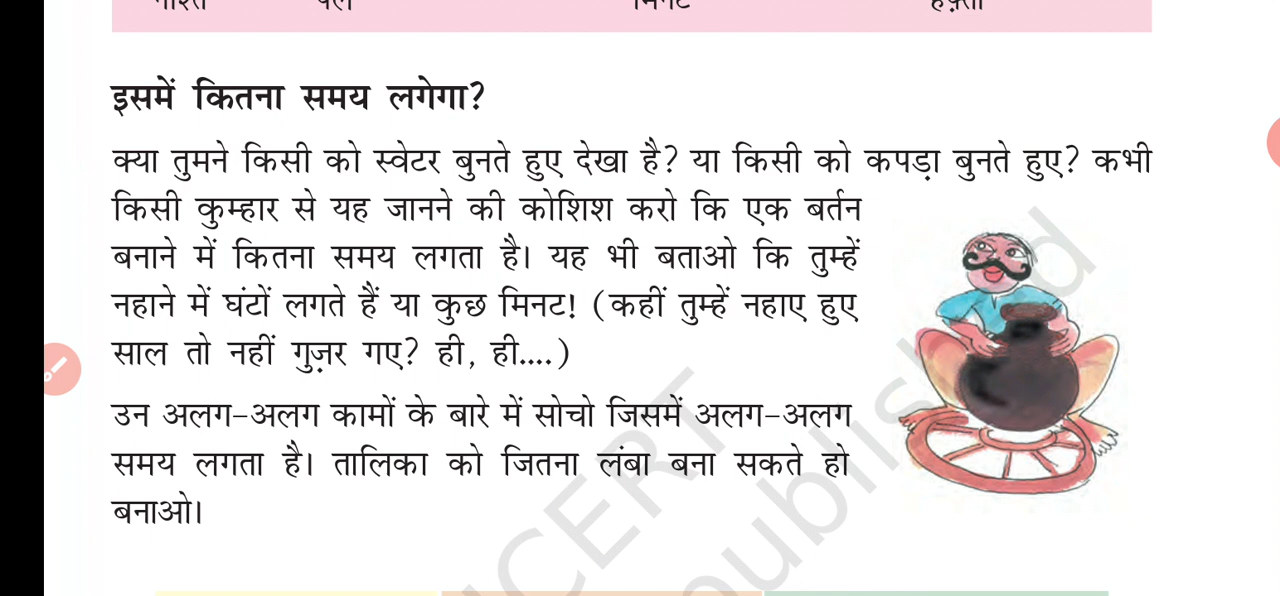 इसमें कितना समय लगेगा?
क्या तुमने किसी को स्वेटर बुनते हुए देखा है? या किसी को कपड़ा बुनते हुए? कभी
किसी कुम्हार से यह जानने की कोशिश करो कि एक बर्तन
बनाने में कितना समय लगता है। यह भी बताओ कि तुम्हें
नहाने में घंटों लगते हैं या कुछ मिनट! (कहीं तुम्हें नहाए हुए
साल तो नहीं गुज़र गए? ही, ही....)
उन अलग-अलग कामों के बारे में सोचो जिसमें अलग-अलग
समय लगता है। तालिका को जितना लंबा बना सकते हो
बनाओ।